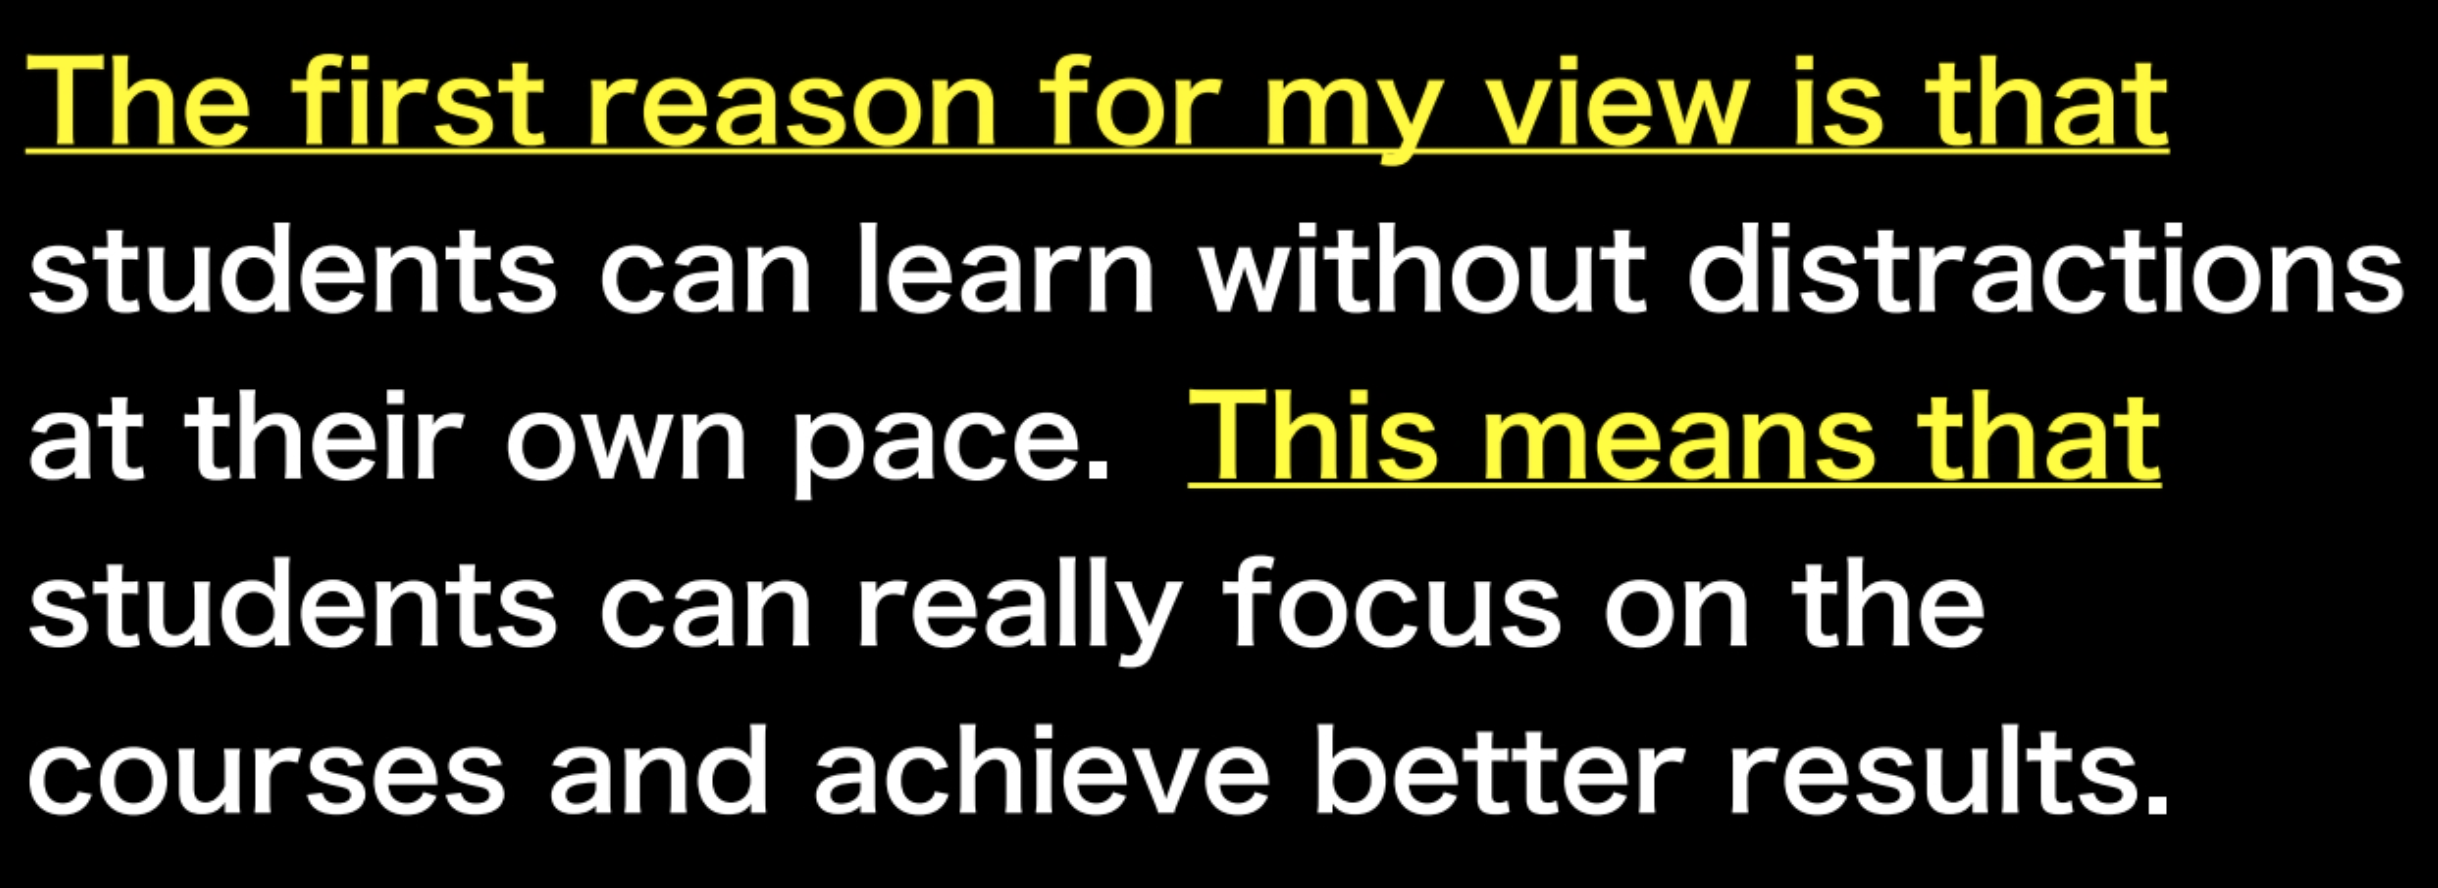 The first reason for my view is that
students can learn without distractions
at their own pace. This means that
students can really focus on the
courses and achieve better results.